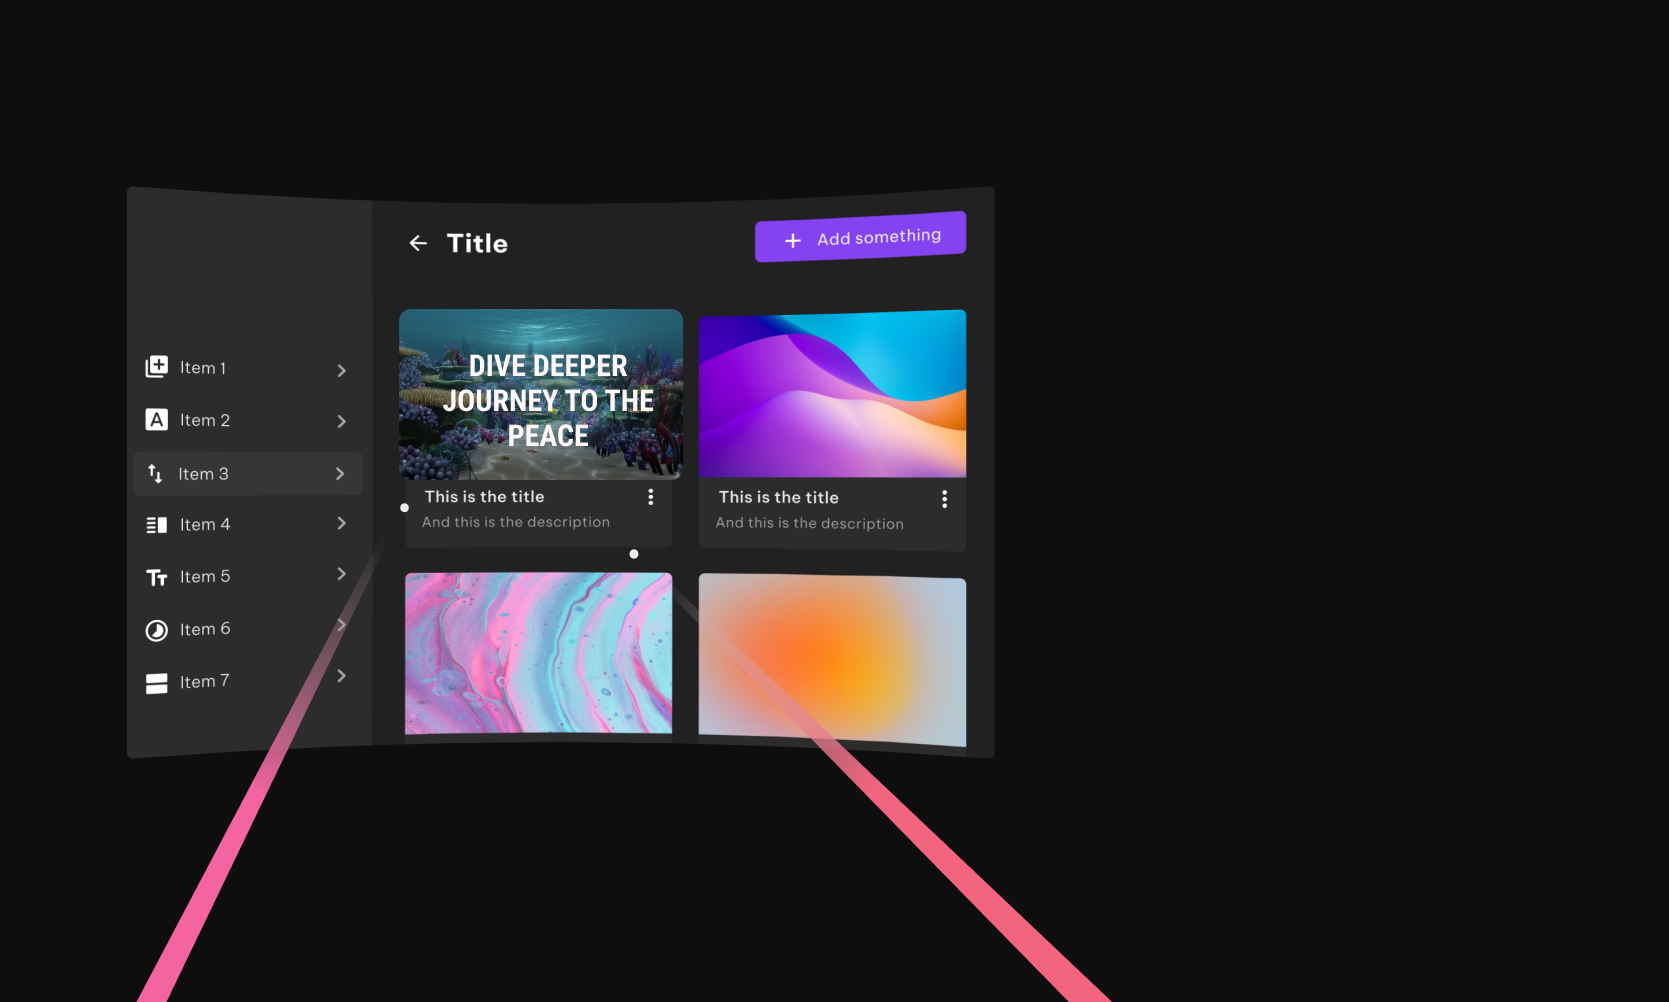 Title
Add something
Item 1
Item 2
Item 3
Item 4
Item 5
Item 6
Item 7
DIVE DEEPER
JOURNEY TO THE
PEACE
This is the title
And this is the description
This is the title
And this is the description